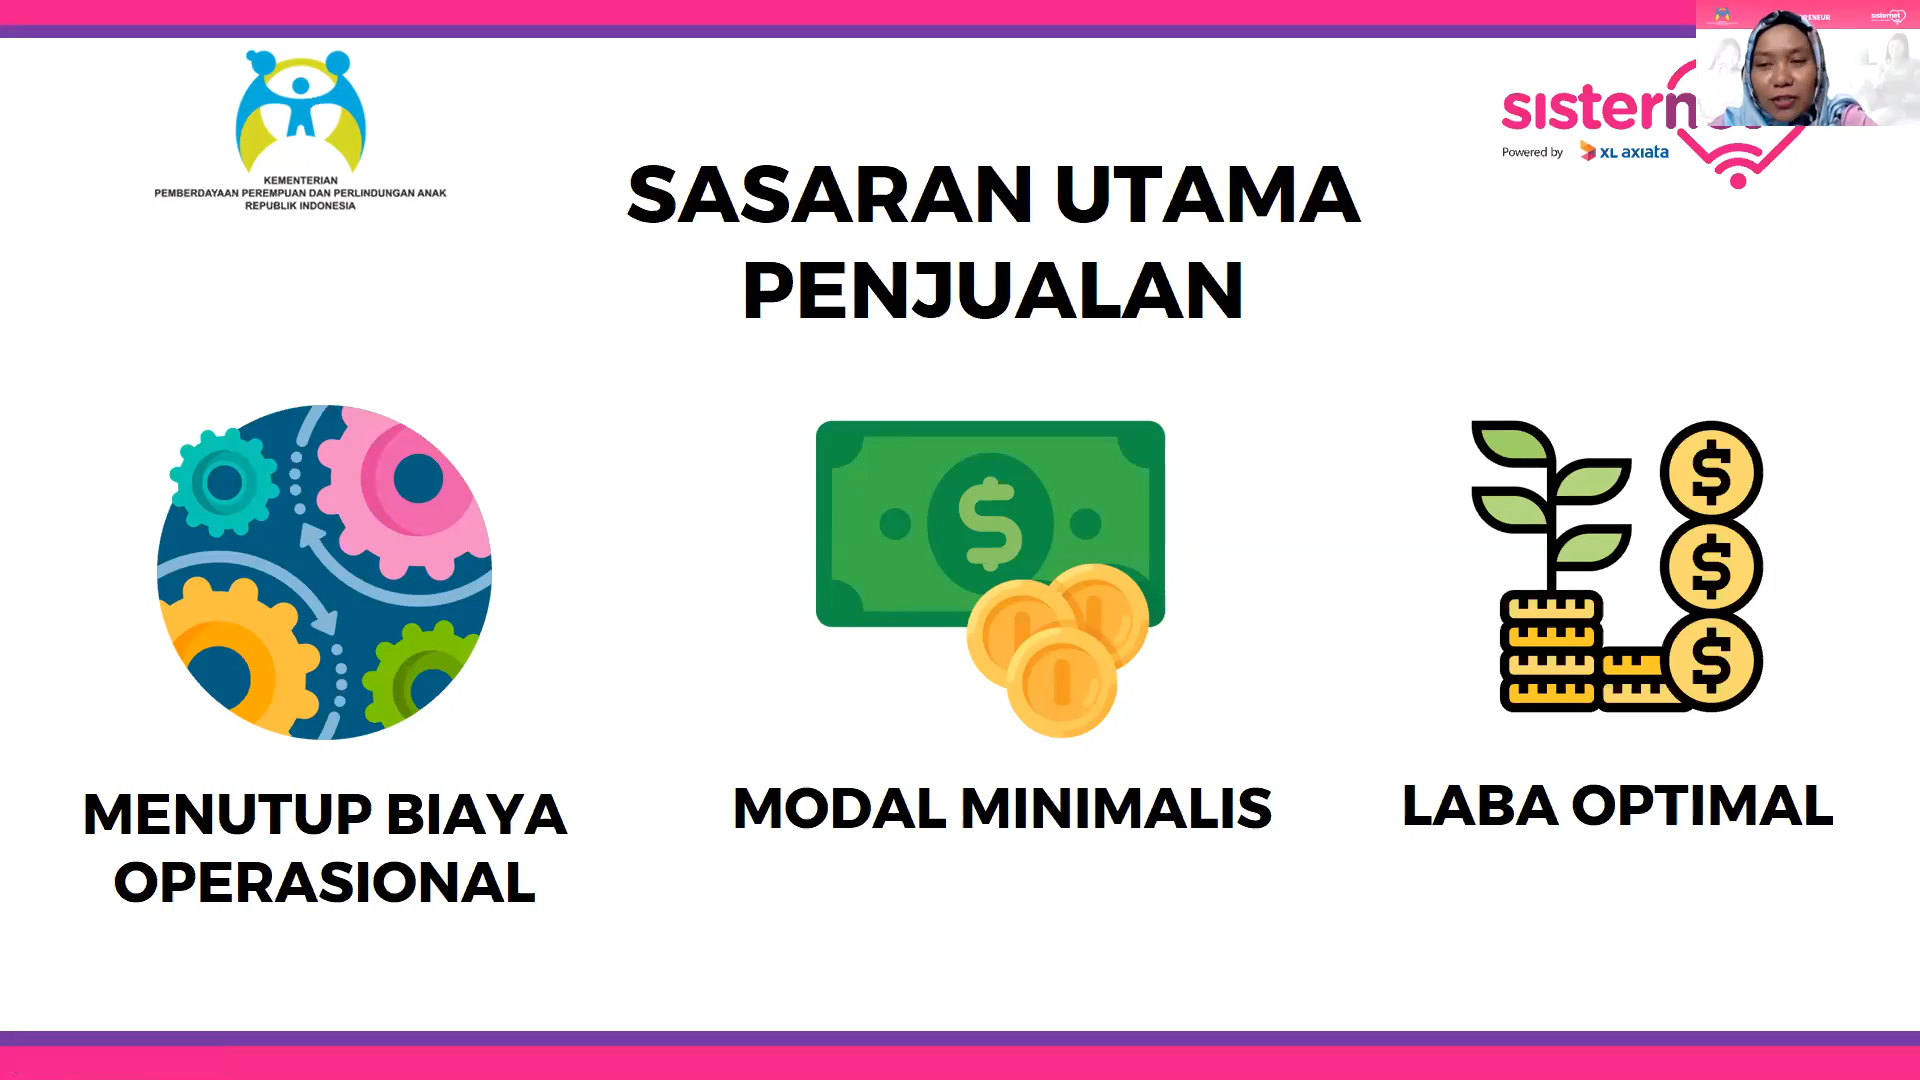 KEMENTERIAN
PEMBERDAYAAN PEREMPUAN DAN PERLINDUNGAN ANAK
REPUBLIK INDONESIA
Powered by XL axiata
sisternet
SASARAN UTAMA
PENJUALAN
MENUTUP BIAYA
OPERASIONAL
MODAL MINIMALIS
LABA OPTIMAL